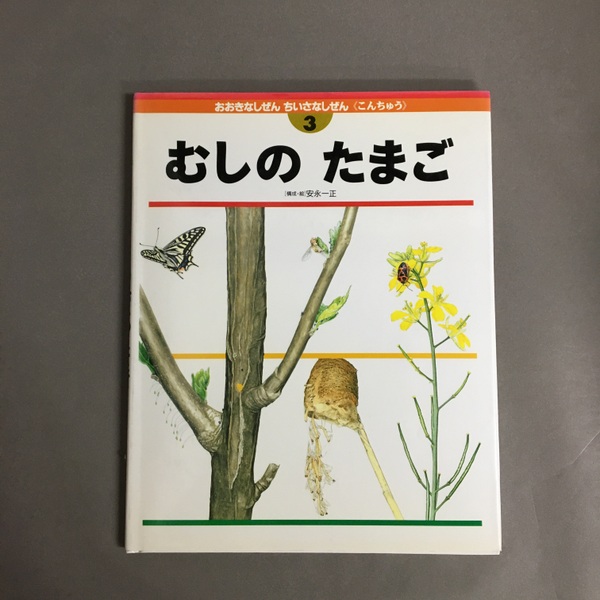 おおきなしぜん ちいさなしぜん〈こんちゅう〉
3
むしの たまご
[構成・絵]安永一正